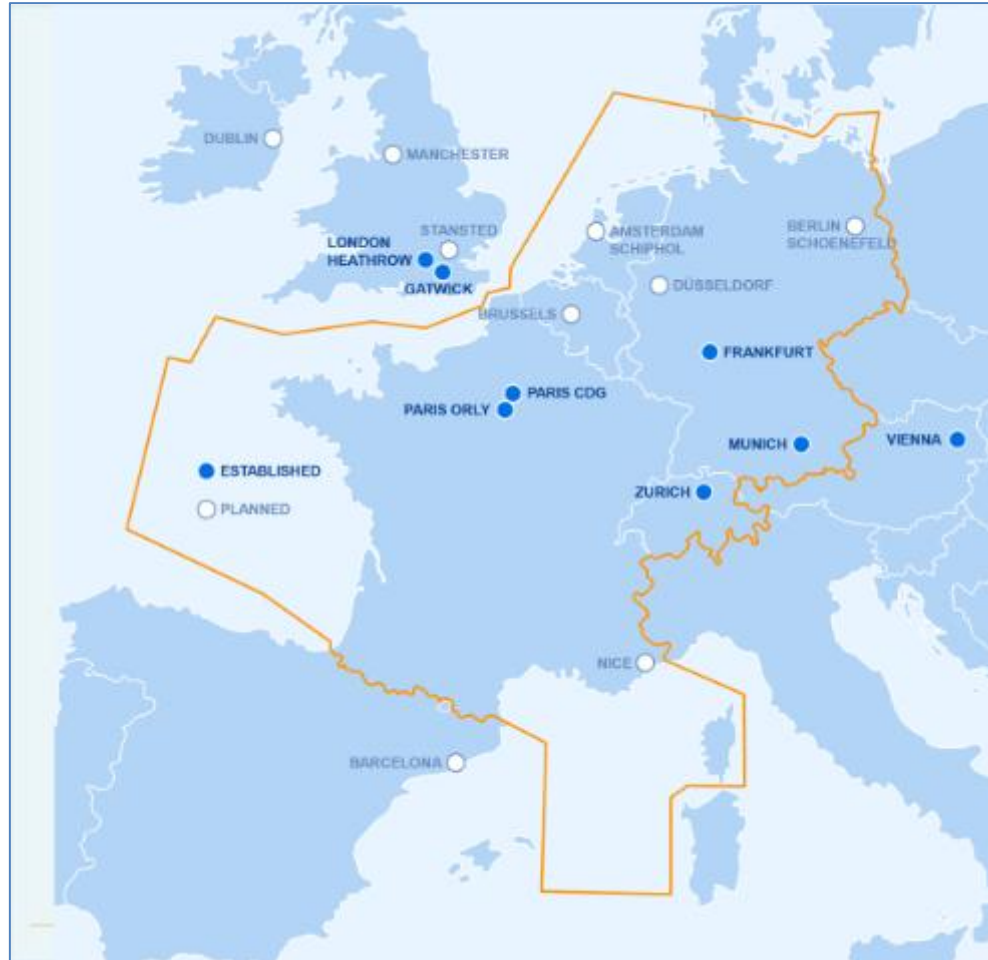 DUBLIN
MANCHESTER
STANSTED
LONDON
HEATHROW
GATWICK
AMSTERDAM
SCHIPHOL
BERLIN
SCHOENEFELD
DÜSSELDORF
BRUSSELS
FRANKFURT
PARIS CDG
PARIS ORLY
MUNICH
VIENNA
ESTABLISHED
ZURICH
PLANNED
NICE
BARCELONA